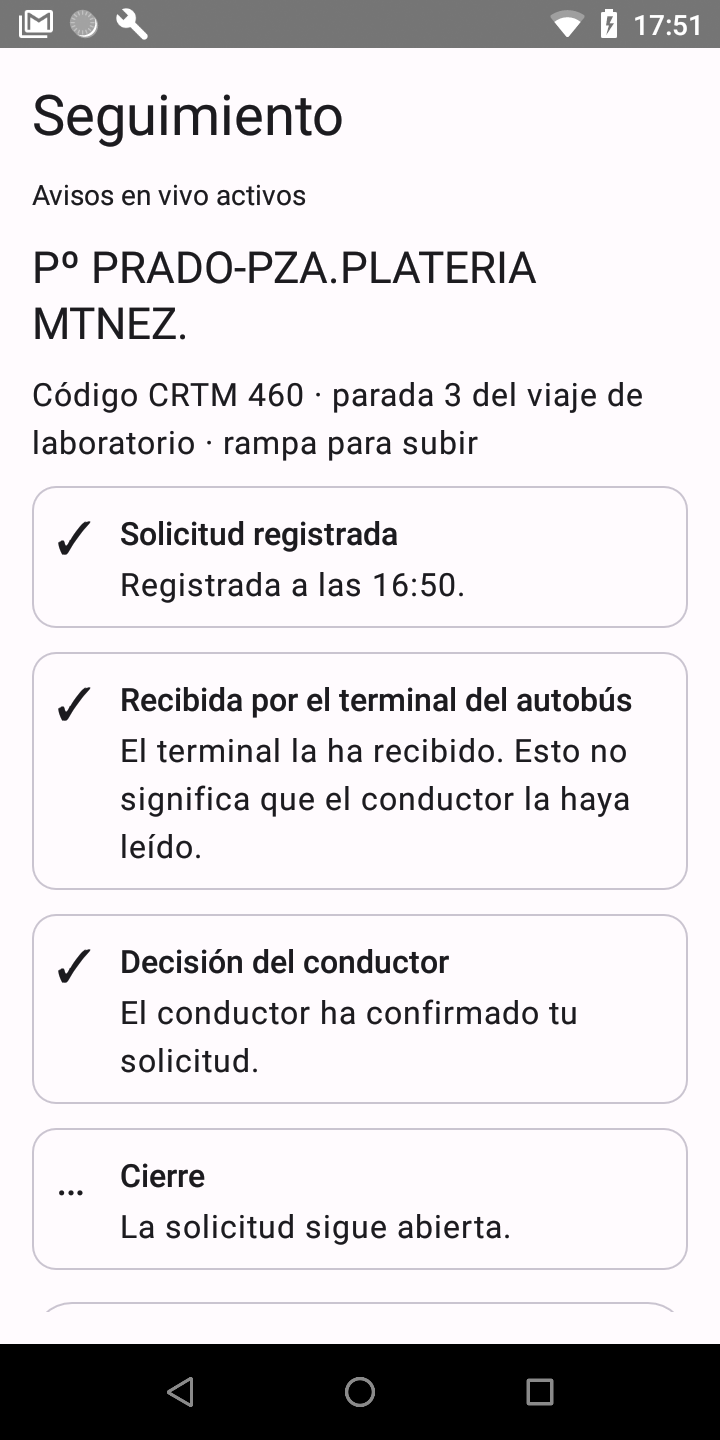 17:51
Seguimiento
Avisos en vivo activos
Pº PRADO-PZA.PLATERIA
MTNEZ.
Código CRTM 460 · parada 3 del viaje de
laboratorio · rampa para subir
✓ Solicitud registrada
Registrada a las 16:50.
✓ Recibida por el terminal del autobús
El terminal la ha recibido. Esto no
significa que el conductor la haya
leído.
✓ Decisión del conductor
El conductor ha confirmado tu
solicitud.
... Cierre
La solicitud sigue abierta.